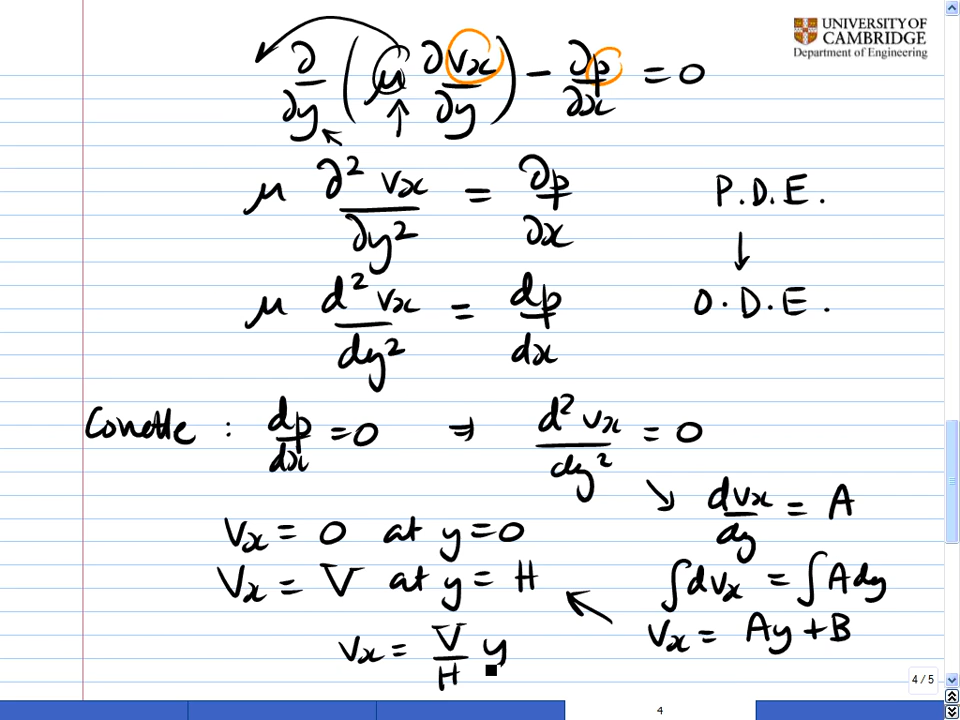 UNIVERSITY OF
CAMBRIDGE
Department of Engineering
∂/∂y ( μ ∂vx/∂y ) − ∂p/∂x = 0
μ ∂²vx/∂y² = ∂p/∂x P.D.E.
↓
μ d²vx/dy² = dp/dx O.D.E.
Couette : dp/dx = 0 ⇒ d²vx/dy² = 0
↘ dvx/dy = A
vx = 0 at y = 0
vx = V at y = H
∫dvx = ∫A dy
vx = Ay + B
vx = V/H y
4 / 5
4